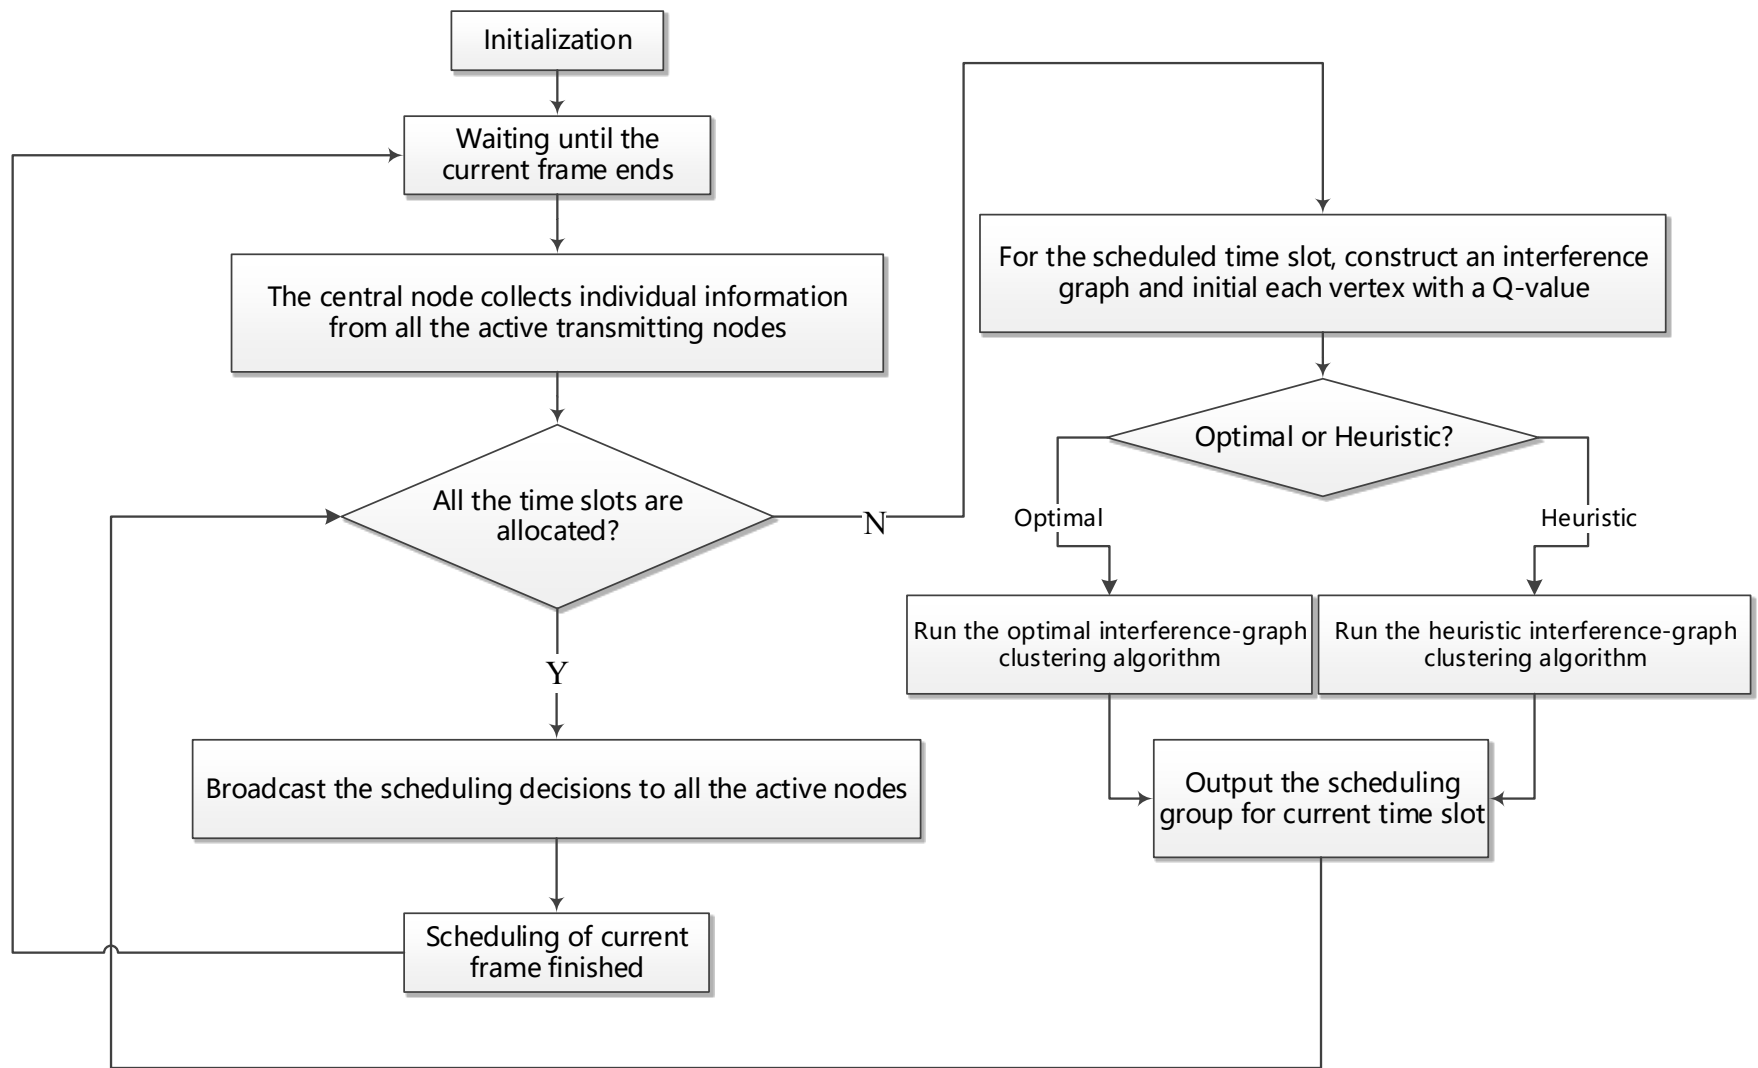 Initialization
Waiting until the
current frame ends
The central node collects individual information
from all the active transmitting nodes
All the time slots are
allocated?
N
Y
Broadcast the scheduling decisions to all the active nodes
Scheduling of current
frame finished
For the scheduled time slot, construct an interference
graph and initial each vertex with a Q-value
Optimal or Heuristic?
Optimal
Heuristic
Run the optimal interference-graph
clustering algorithm
Run the heuristic interference-graph
clustering algorithm
Output the scheduling
group for current time slot